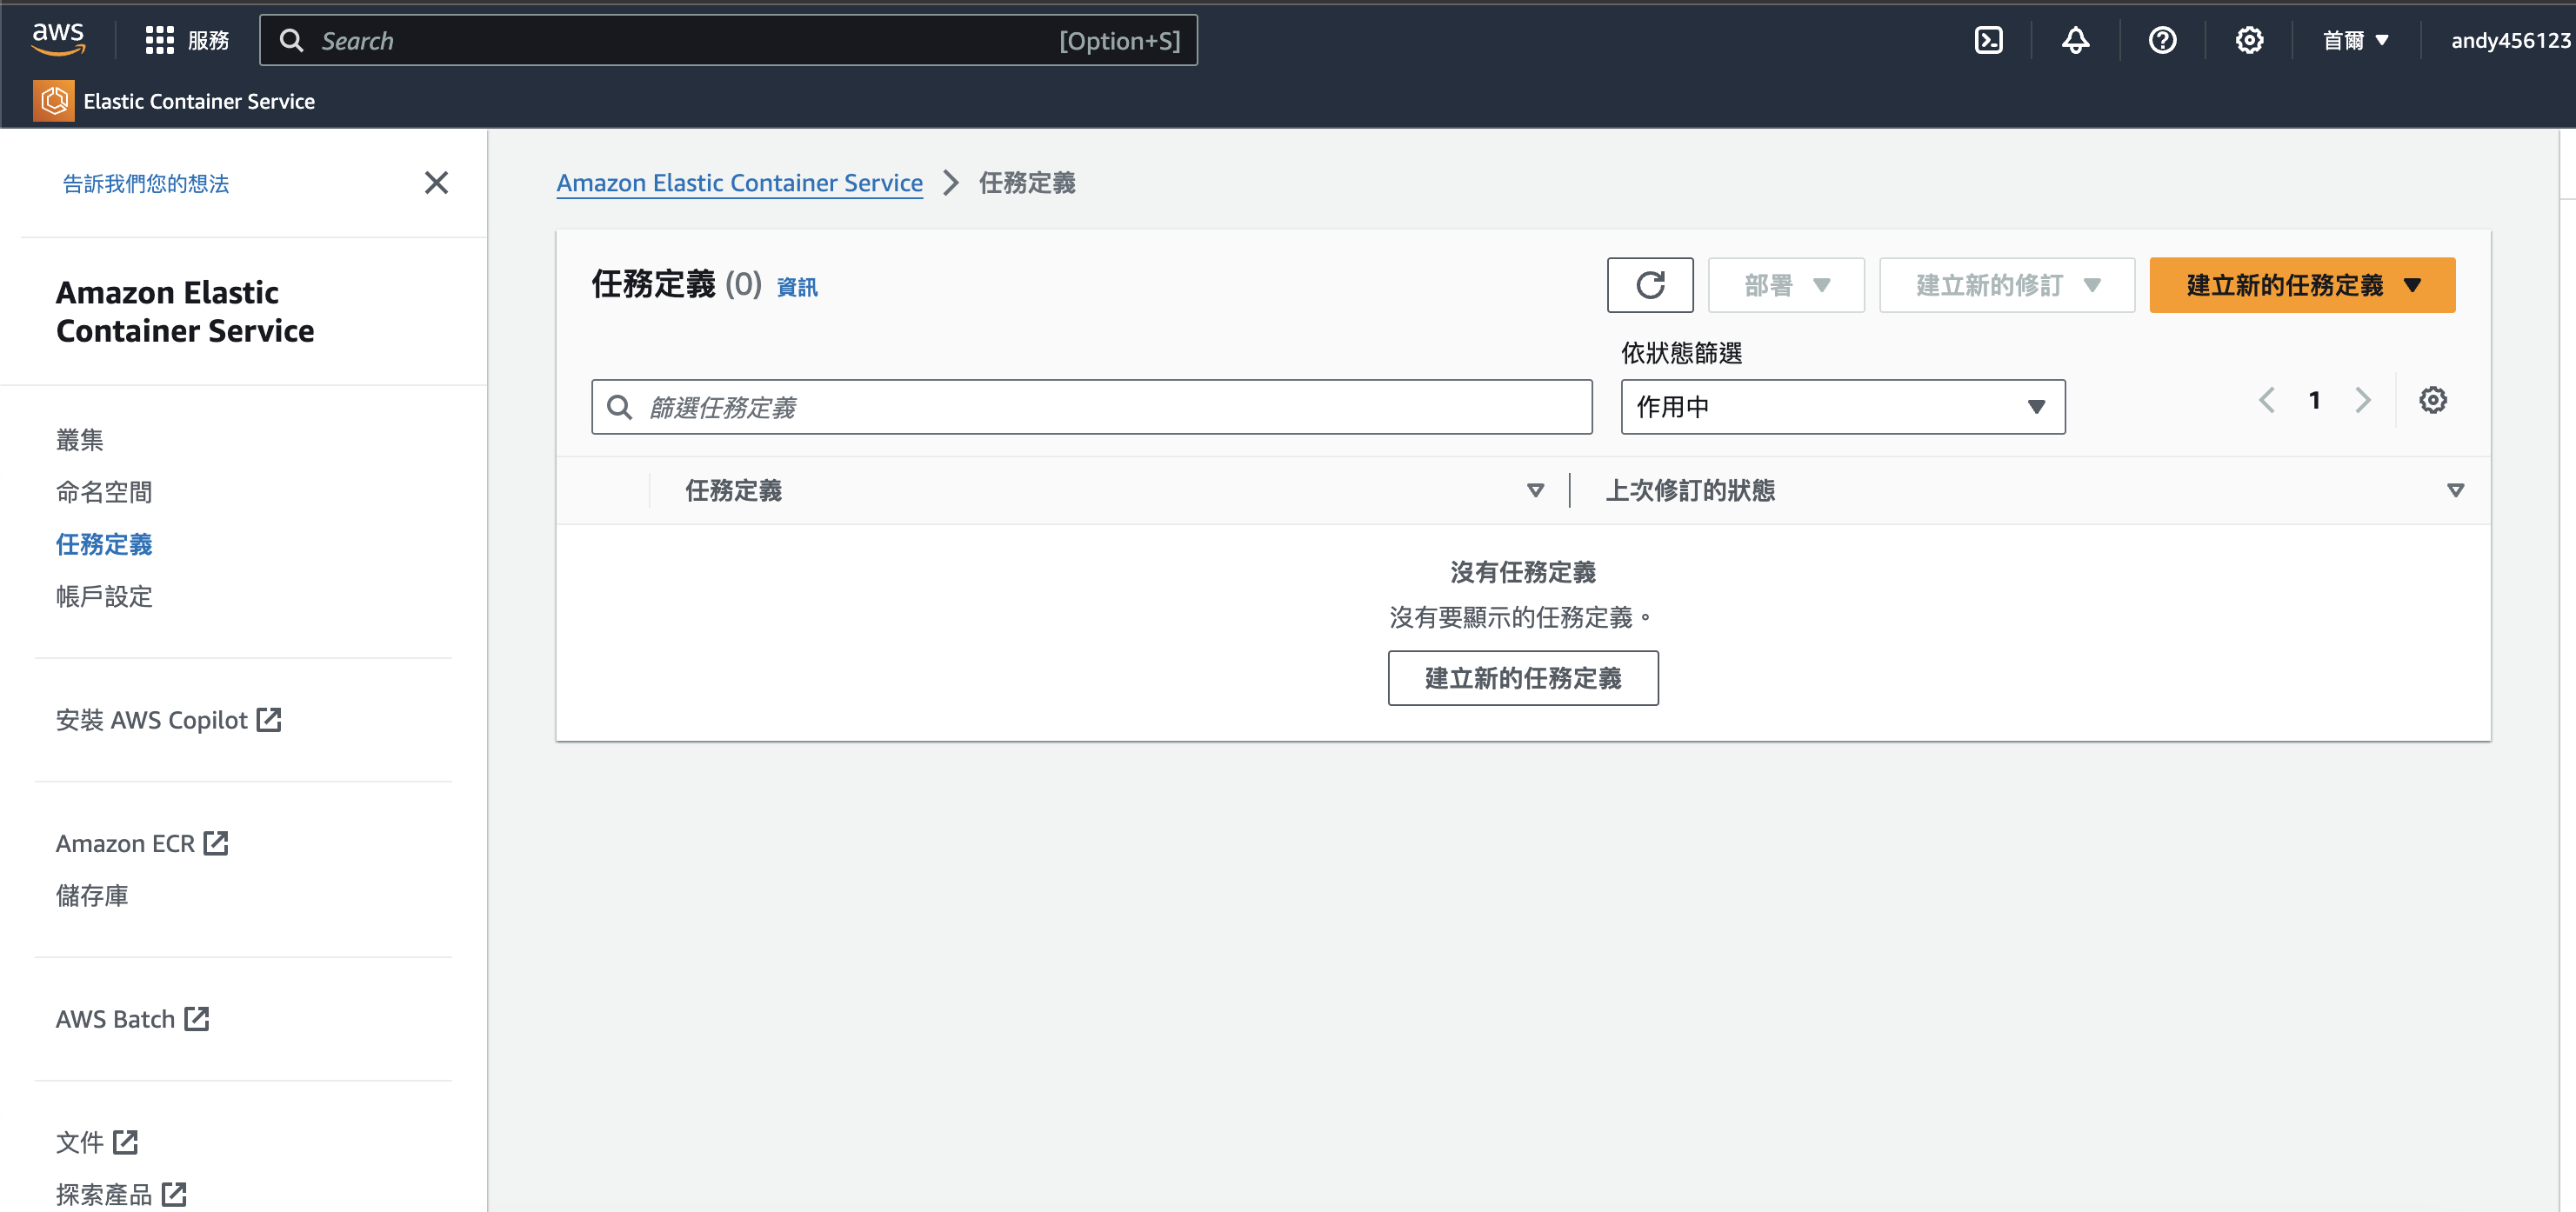 aws
服務
Search
[Option+S]
首爾
andy456123
Elastic Container Service
告訴我們您的想法
Amazon Elastic
Container Service
叢集
命名空間
任務定義
帳戶設定
安裝 AWS Copilot
Amazon ECR
儲存庫
AWS Batch
文件
探索產品
Amazon Elastic Container Service
任務定義
任務定義 (0) 資訊
部署
建立新的修訂
建立新的任務定義
依狀態篩選
篩選任務定義
作用中
1
任務定義
上次修訂的狀態
沒有任務定義
沒有要顯示的任務定義。
建立新的任務定義